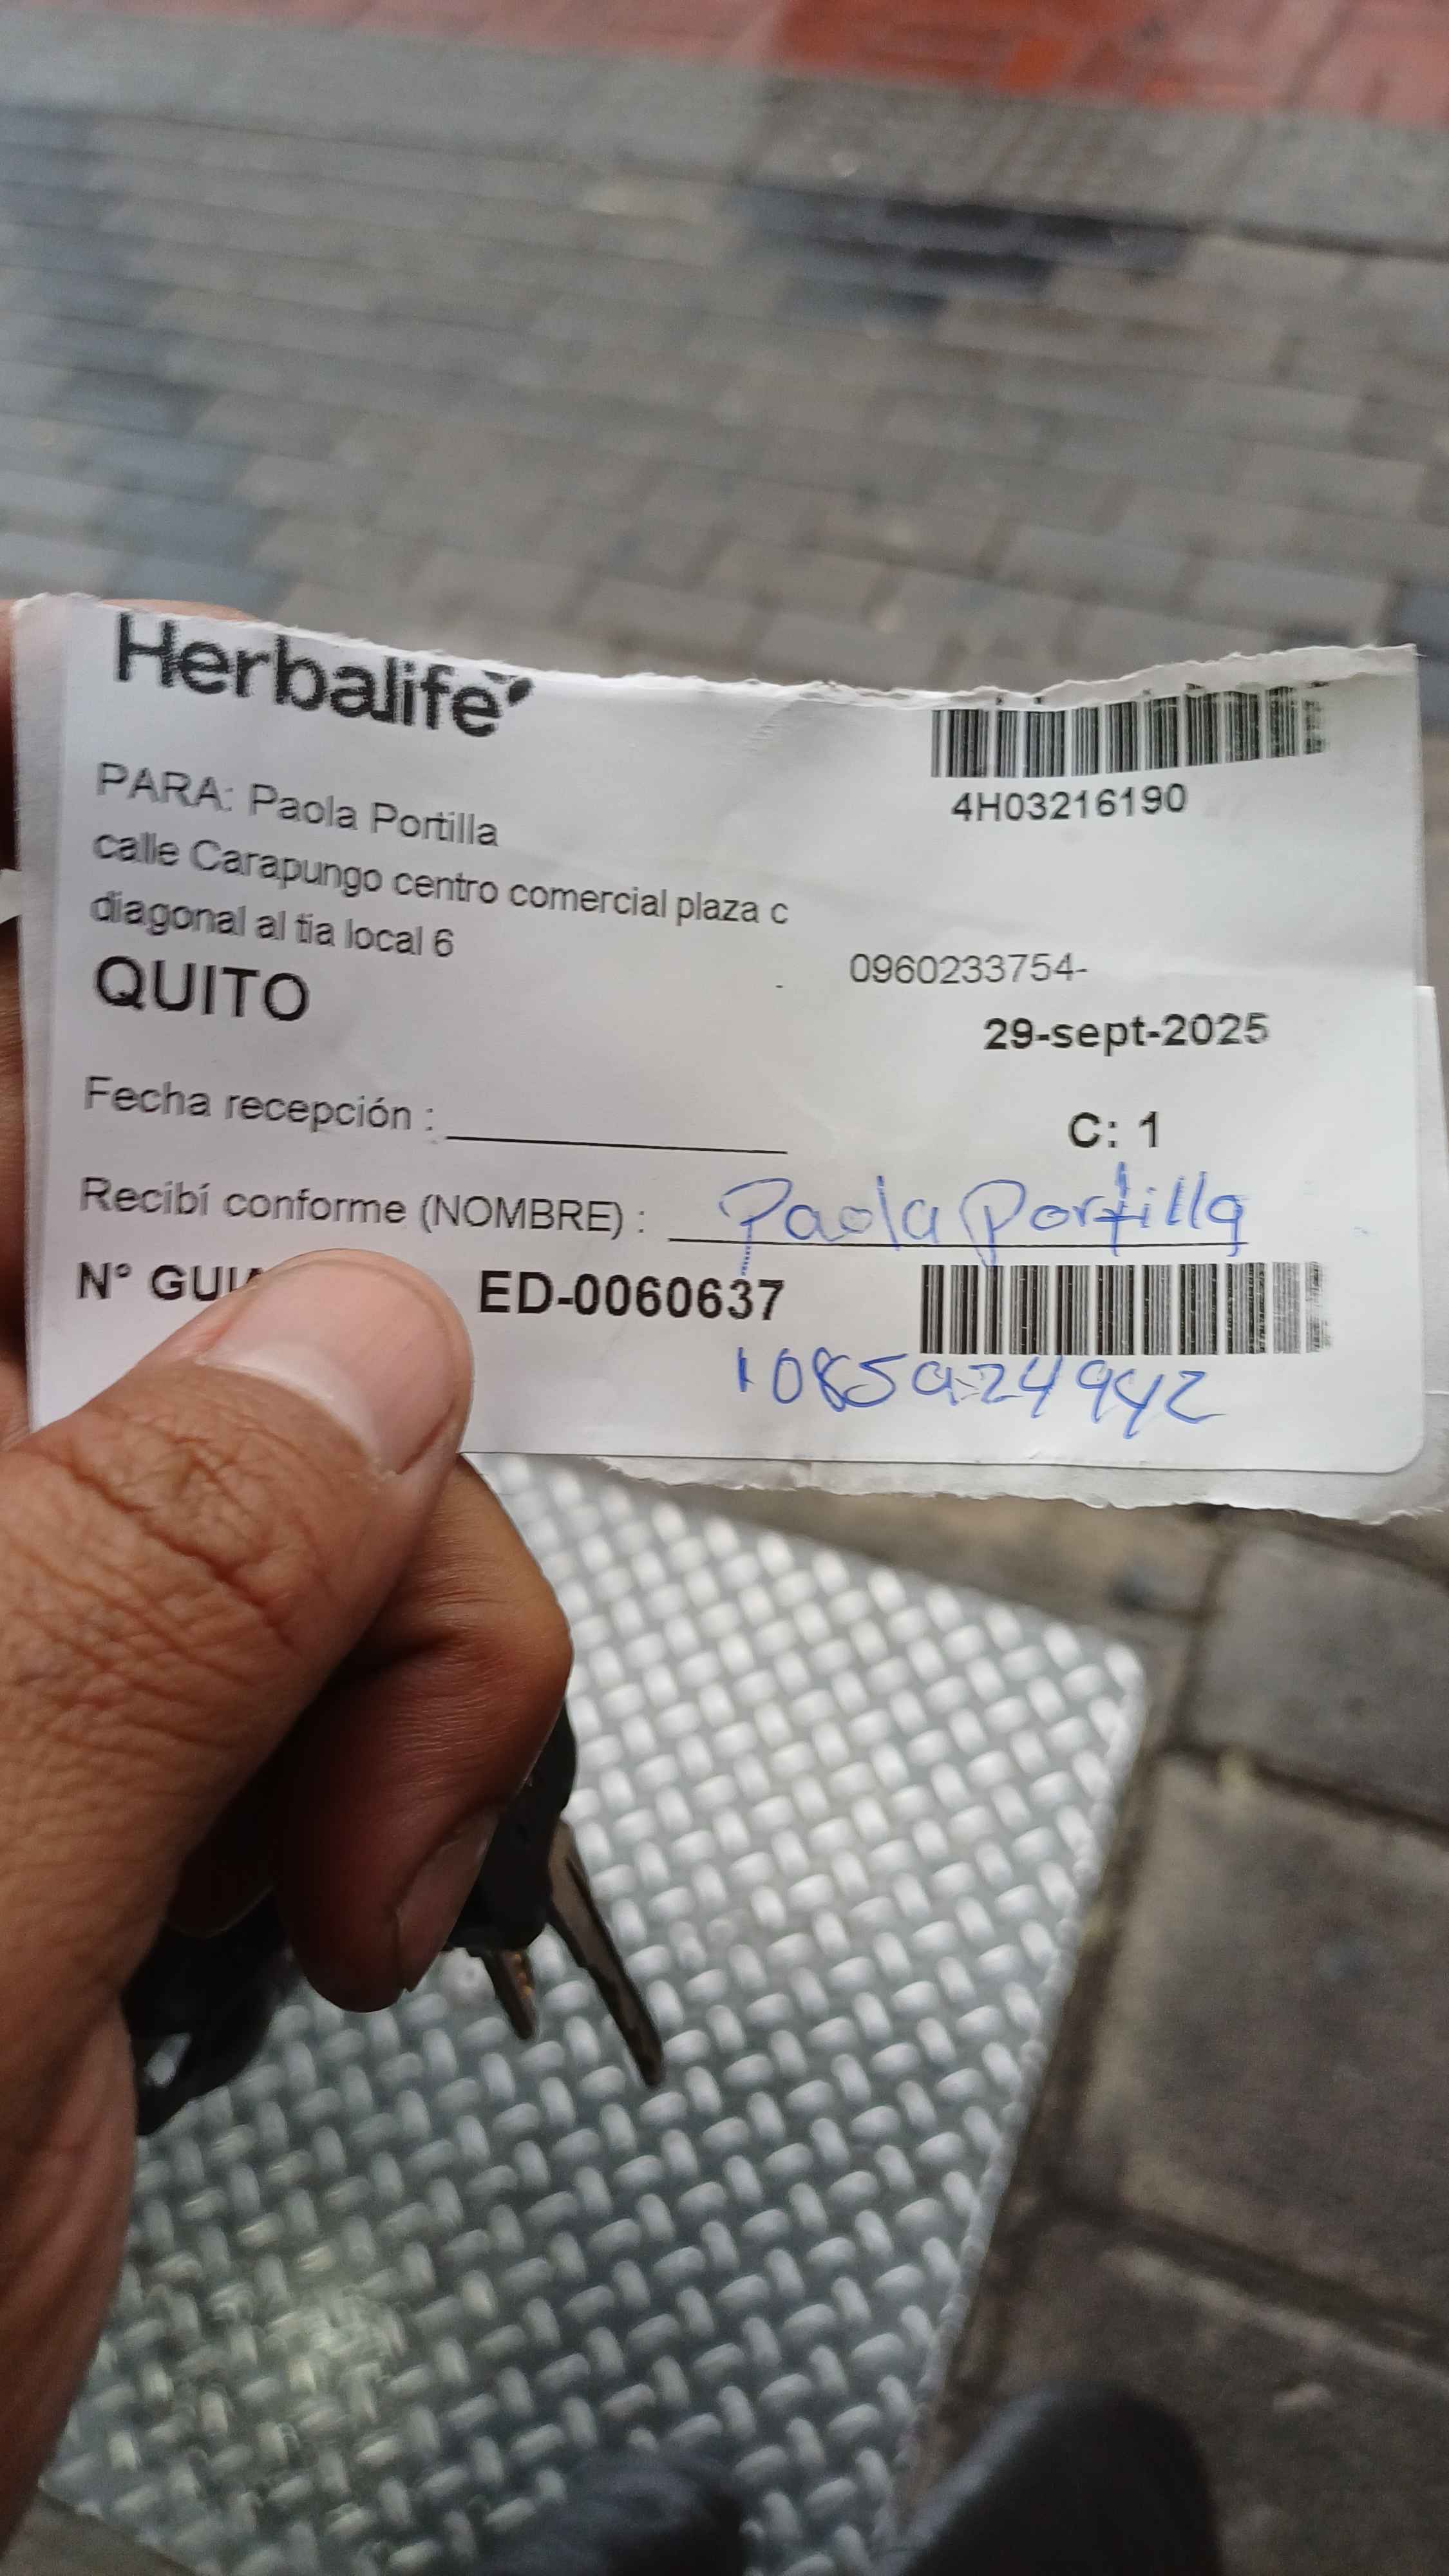 Herbalife
4H03216190
PARA: Paola Portilla
calle Carapungo centro comercial plaza c
diagonal al tia local 6
0960233754-
QUITO
29-sept-2025
Fecha recepción :
C: 1
Recibí conforme (NOMBRE) : Paola Portilla
N° GUIA ED-0060637
1085924942